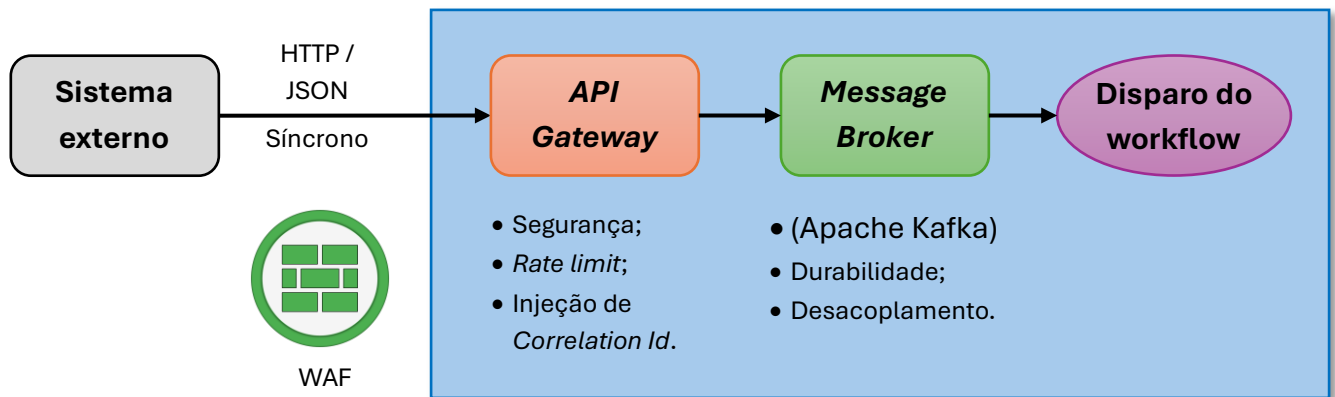 Sistema
externo
HTTP /
JSON
Síncrono
API
Gateway
Message
Broker
Disparo do
workflow
WAF
• Segurança;
• Rate limit;
• Injeção de
Correlation Id.
• (Apache Kafka)
• Durabilidade;
• Desacoplamento.